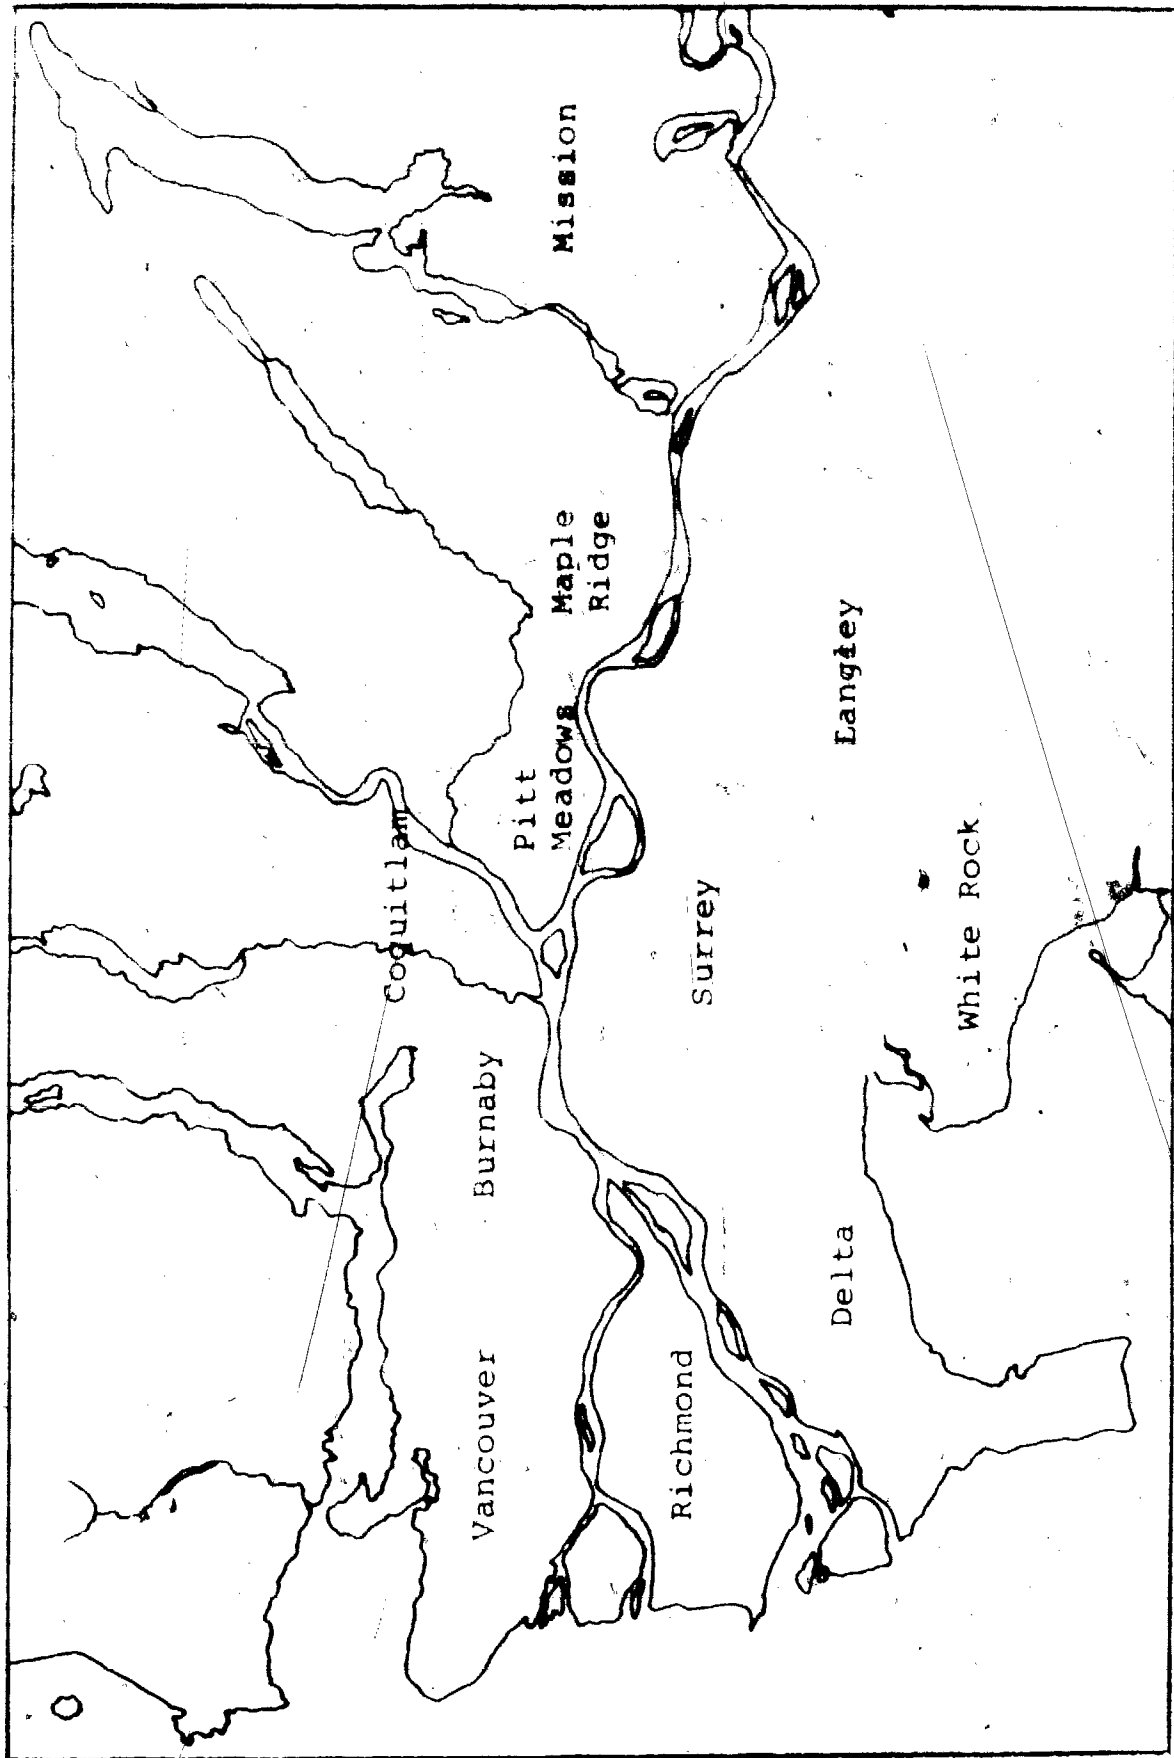 Mission
Maple
Ridge
Pitt
Meadows
Coquitlam
Langley
Surrey
White Rock
Burnaby
Vancouver
Richmond
Delta